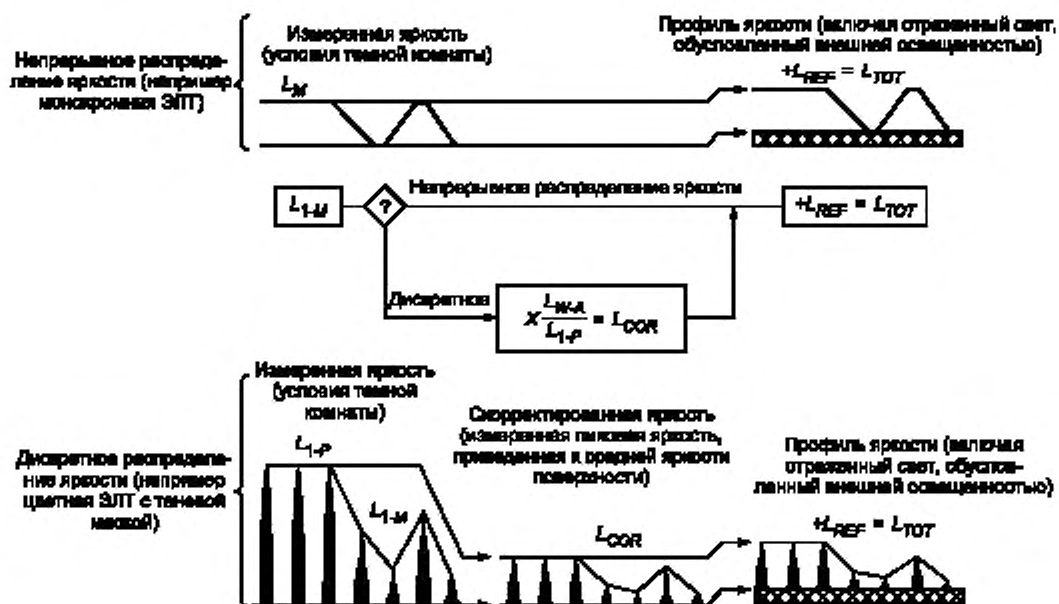 Непрерывное распреде-
ление яркости (например
монохромная ЭЛТ)
Измеренная яркость
(условия темной комнаты)
L_M
Профиль яркости (включая отраженный свет,
обусловленный внешней освещенностью)
+L_REF = L_TOT
L_1-M
?
Непрерывное распределение яркости
+L_REF = L_TOT
Дискретное
X L_W-A / L_1-P = L_COR
Дискретное распределе-
ние яркости (например
цветная ЭЛТ с теневой
маской)
Измеренная яркость
(условия темной
комнаты)
L_1-P
L_1-M
Скорректированная яркость
(измеренная пиковая яркость,
приведенная к средней яркости
поверхности)
L_COR
Профиль яркости (включая
отраженный свет, обуслов-
ленный внешней освещенностью)
+L_REF = L_TOT